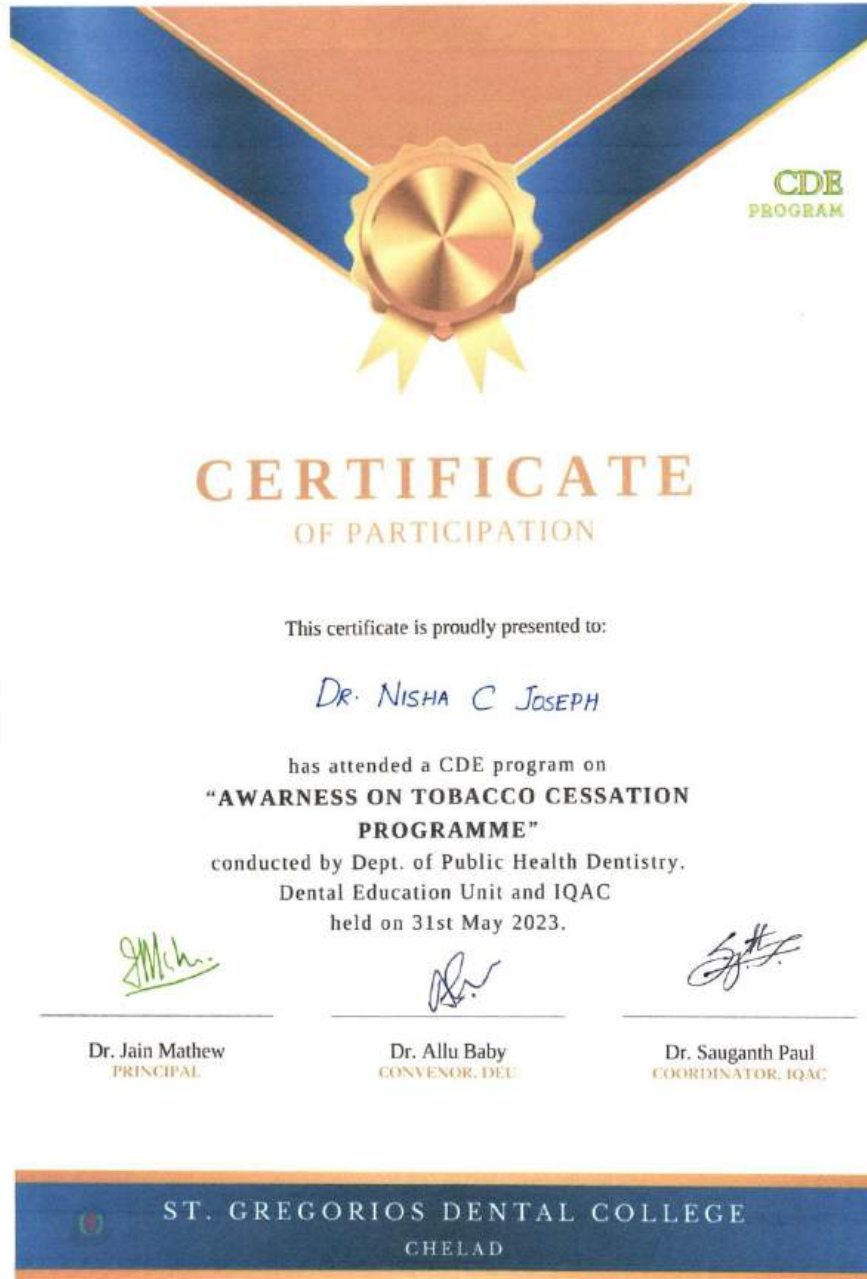 CDE
PROGRAM
CERTIFICATE
OF PARTICIPATION
This certificate is proudly presented to:
DR. NISHA C JOSEPH
has attended a CDE program on
“AWARNESS ON TOBACCO CESSATION
PROGRAMME”
conducted by Dept. of Public Health Dentistry.
Dental Education Unit and IQAC
held on 31st May 2023.
Dr. Jain Mathew
PRINCIPAL
Dr. Allu Baby
CONVENOR, DEU
Dr. Sauganth Paul
COORDINATOR, IQAC
ST. GREGORIOS DENTAL COLLEGE
CHELAD